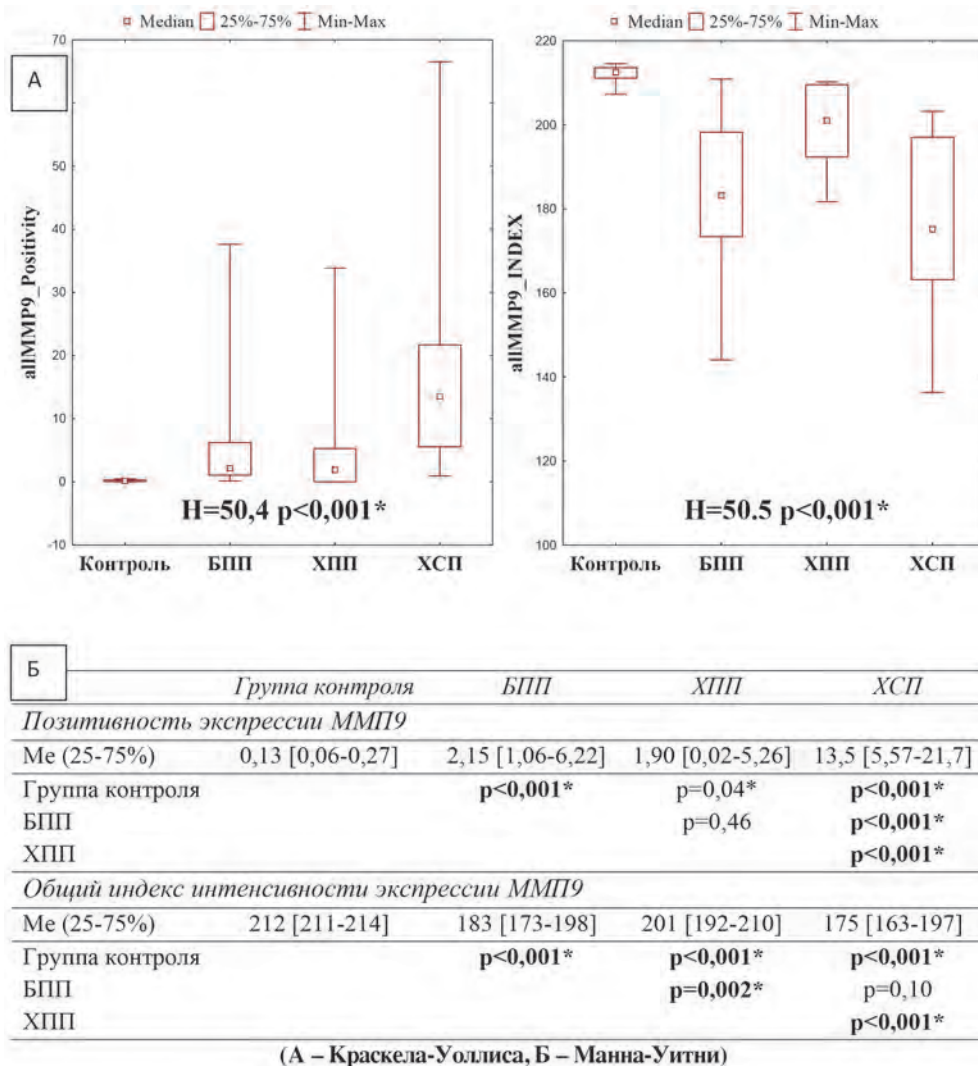 Median 25%-75% Min-Max
Median 25%-75% Min-Max
А
allMMP9_Positivity
70
60
50
40
30
20
10
0
-10
H=50,4 p<0,001*
Контроль БПП ХПП ХСП
allMMP9_INDEX
220
200
180
160
140
120
100
H=50.5 p<0,001*
Контроль БПП ХПП ХСП
Б
Группа контроля БПП ХПП ХСП
Позитивность экспрессии ММП9
Me (25-75%) 0,13 [0,06-0,27] 2,15 [1,06-6,22] 1,90 [0,02-5,26] 13,5 [5,57-21,7]
Группа контроля p<0,001* p=0,04* p<0,001*
БПП p=0,46 p<0,001*
ХПП p<0,001*
Общий индекс интенсивности экспрессии ММП9
Me (25-75%) 212 [211-214] 183 [173-198] 201 [192-210] 175 [163-197]
Группа контроля p<0,001* p<0,001* p<0,001*
БПП p=0,002* p=0,10
ХПП p<0,001*
(А – Краскела-Уоллиса, Б – Манна-Уитни)